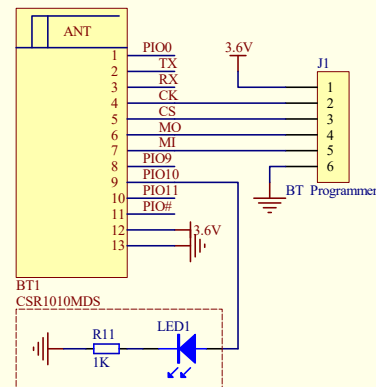 ANT
1 PIO0
2 TX
3 RX
4 CK
5 CS
6 MO
7 MI
8 PIO9
9 PIO10
10 PIO11
11 PIO#
12 3.6V
13
BT1
CSR1010MDS
3.6V
J1
1
2
3
4
5
6
BT Programmer
R11
1K
LED1